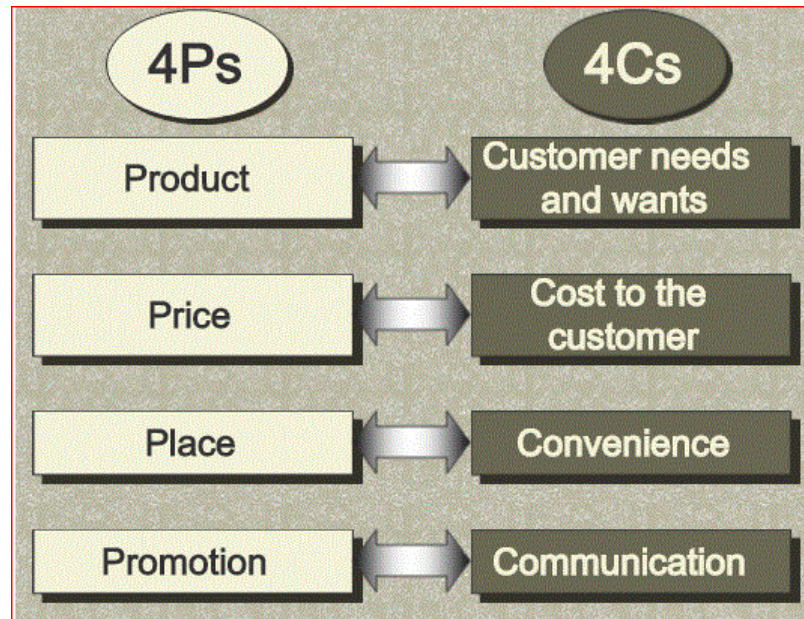 4Ps
4Cs
Product
Customer needs
and wants
Price
Cost to the
customer
Place
Convenience
Promotion
Communication